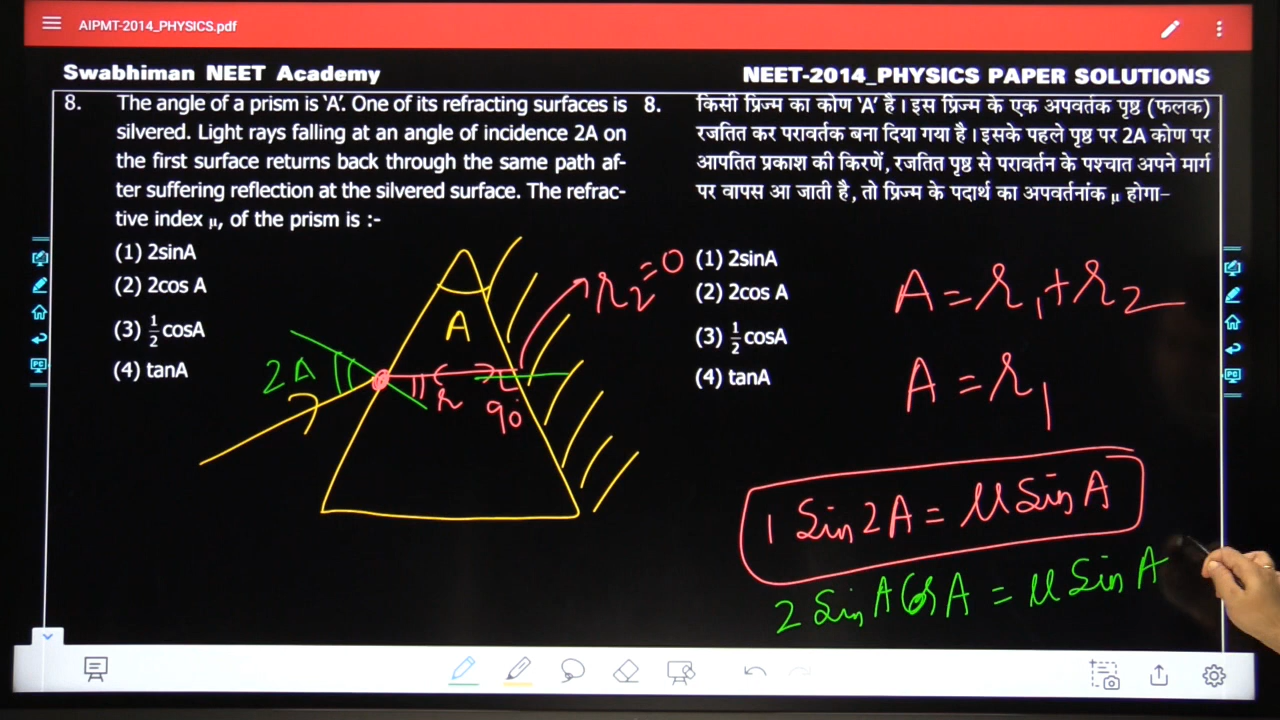 AIPMT-2014_PHYSICS.pdf
Swabhiman NEET Academy
NEET-2014_PHYSICS PAPER SOLUTIONS
8. The angle of a prism is 'A'. One of its refracting surfaces is
silvered. Light rays falling at an angle of incidence 2A on
the first surface returns back through the same path af-
ter suffering reflection at the silvered surface. The refrac-
tive index μ, of the prism is :-
(1) 2sinA
(2) 2cos A
(3) 1/2 cosA
(4) tanA
8. किसी प्रिज्म का कोण 'A' है। इस प्रिज्म के एक अपवर्तक पृष्ठ (फलक)
रजतित कर परावर्तक बना दिया गया है। इसके पहले पृष्ठ पर 2A कोण पर
आपतित प्रकाश की किरणें, रजतित पृष्ठ से परावर्तन के पश्चात अपने मार्ग
पर वापस आ जाती है, तो प्रिज्म के पदार्थ का अपवर्तनांक μ होगा–
(1) 2sinA
(2) 2cos A
(3) 1/2 cosA
(4) tanA
A
2A
r
90°
r2=0
A = r1+r2
A = r1
1 Sin 2A = μ Sin A
2 Sin A Cos A = μ Sin A
PC
PC